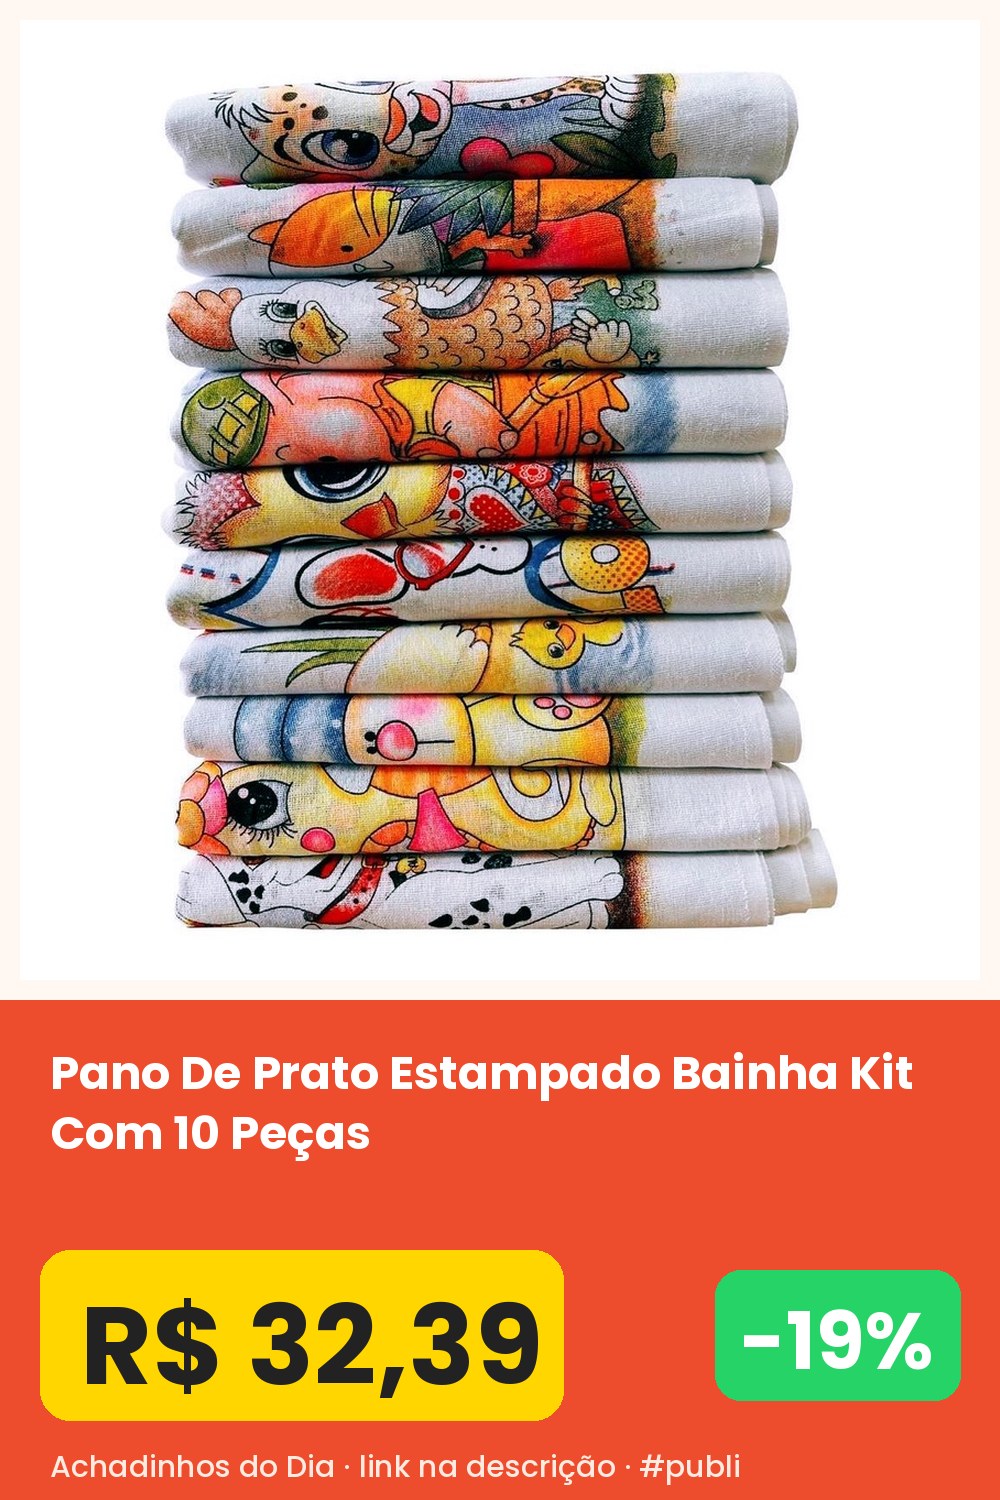 Pano De Prato Estampado Bainha Kit
Com 10 Peças
R$ 32,39
-19%
Achadinhos do Dia · link na descrição · #publi